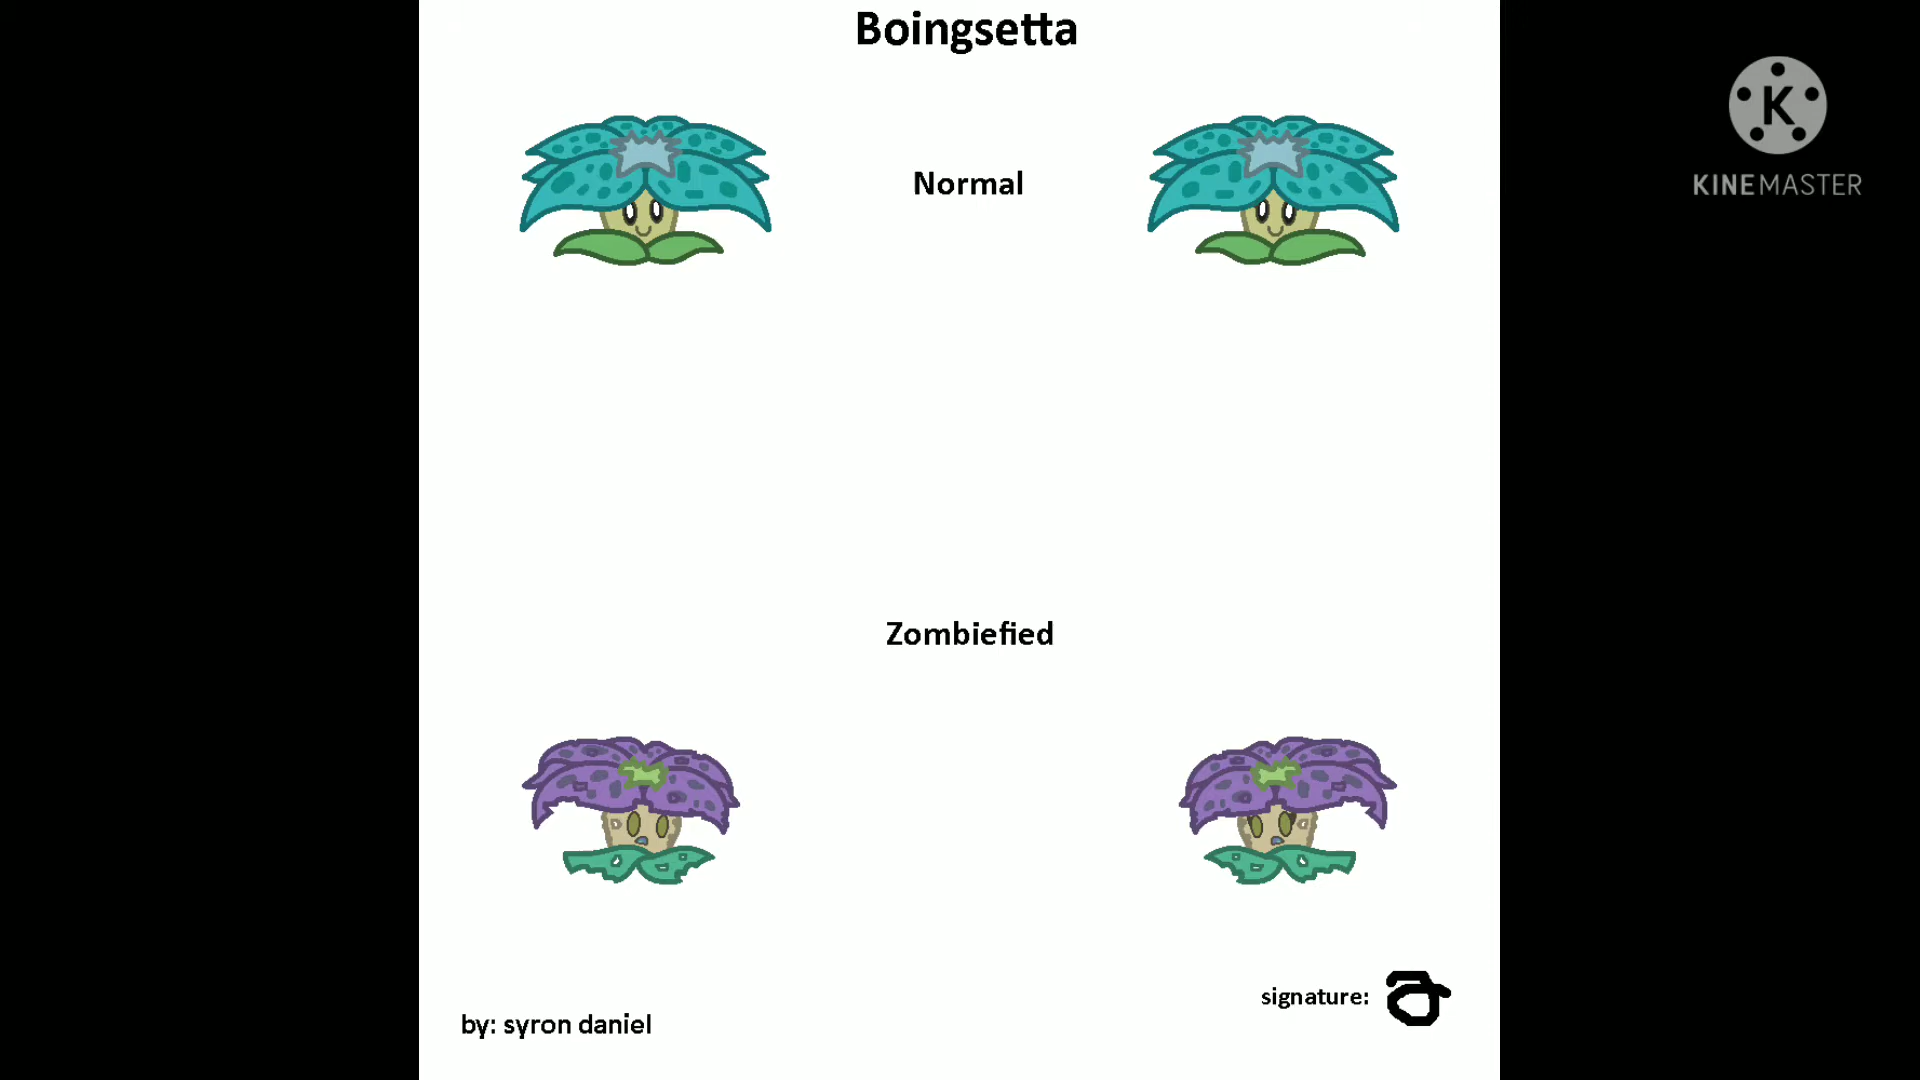 Boingsetta
K
KINEMASTER
Normal
Zombiefied
signature:
by: syron daniel